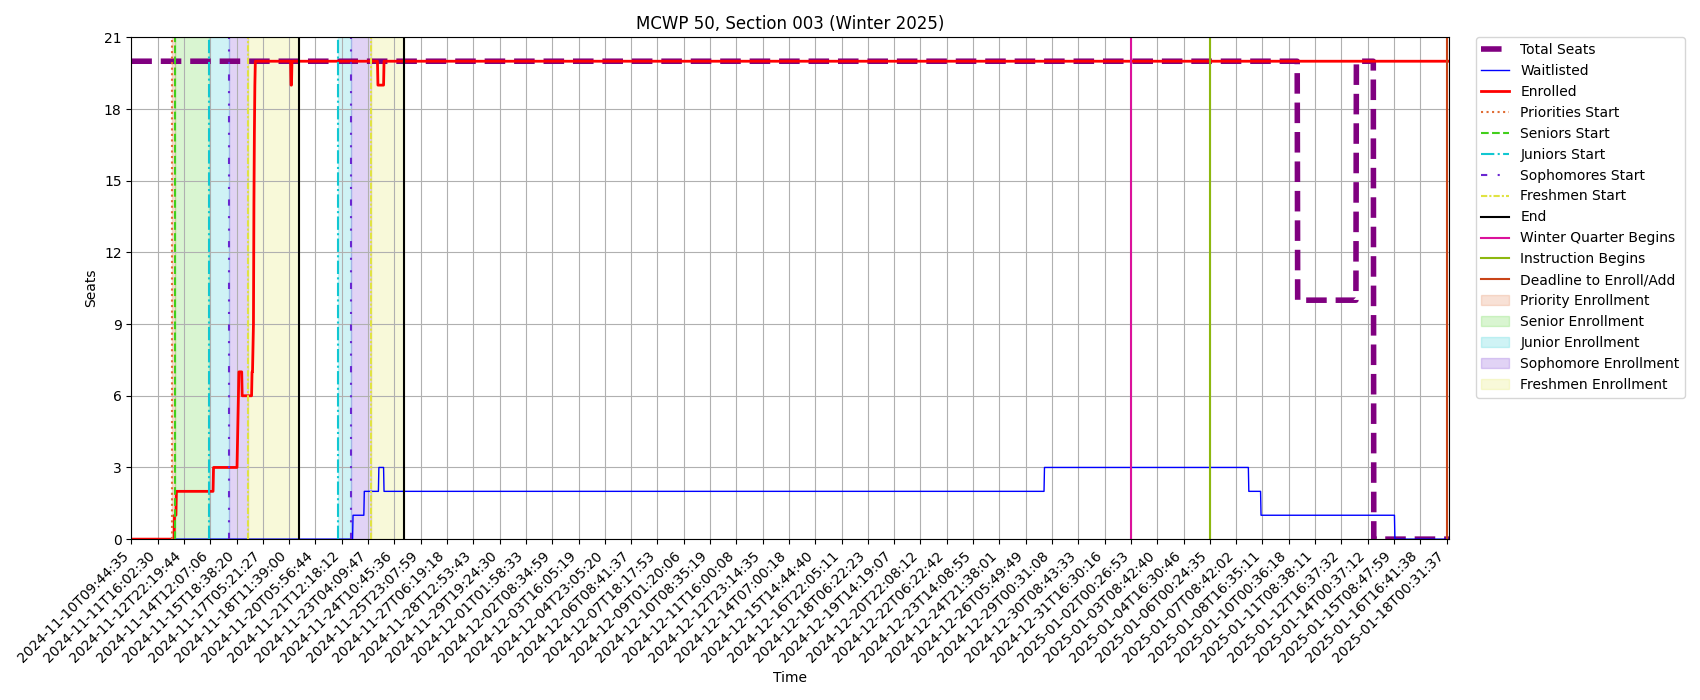 MCWP 50, Section 003 (Winter 2025)
Seats
21
18
15
12
9
6
3
0
2024-11-10T09:44:35
2024-11-11T16:02:30
2024-11-12T22:19:44
2024-11-14T12:07:06
2024-11-15T18:38:20
2024-11-17T05:21:27
2024-11-18T11:39:00
2024-11-20T05:56:44
2024-11-21T12:18:12
2024-11-23T04:09:47
2024-11-24T10:45:36
2024-11-25T23:07:59
2024-11-27T06:19:18
2024-11-28T12:53:43
2024-11-29T19:24:30
2024-12-01T01:58:33
2024-12-02T08:34:59
2024-12-03T16:05:19
2024-12-04T23:05:20
2024-12-06T08:41:37
2024-12-07T18:17:53
2024-12-09T01:20:06
2024-12-10T08:35:19
2024-12-11T16:00:08
2024-12-12T23:14:35
2024-12-14T07:00:18
2024-12-15T14:44:40
2024-12-16T22:05:11
2024-12-18T06:22:23
2024-12-19T14:19:07
2024-12-20T22:08:12
2024-12-22T06:22:42
2024-12-23T14:08:55
2024-12-24T21:38:01
2024-12-26T05:49:49
2024-12-29T00:31:08
2024-12-30T08:43:33
2024-12-31T16:30:16
2025-01-02T00:26:53
2025-01-03T08:42:40
2025-01-04T16:30:46
2025-01-06T00:24:35
2025-01-07T08:42:02
2025-01-08T16:35:11
2025-01-10T00:36:18
2025-01-11T08:38:11
2025-01-12T16:37:32
2025-01-14T00:37:12
2025-01-15T08:47:59
2025-01-16T16:41:38
2025-01-18T00:31:37
Time
Total Seats
Waitlisted
Enrolled
Priorities Start
Seniors Start
Juniors Start
Sophomores Start
Freshmen Start
End
Winter Quarter Begins
Instruction Begins
Deadline to Enroll/Add
Priority Enrollment
Senior Enrollment
Junior Enrollment
Sophomore Enrollment
Freshmen Enrollment